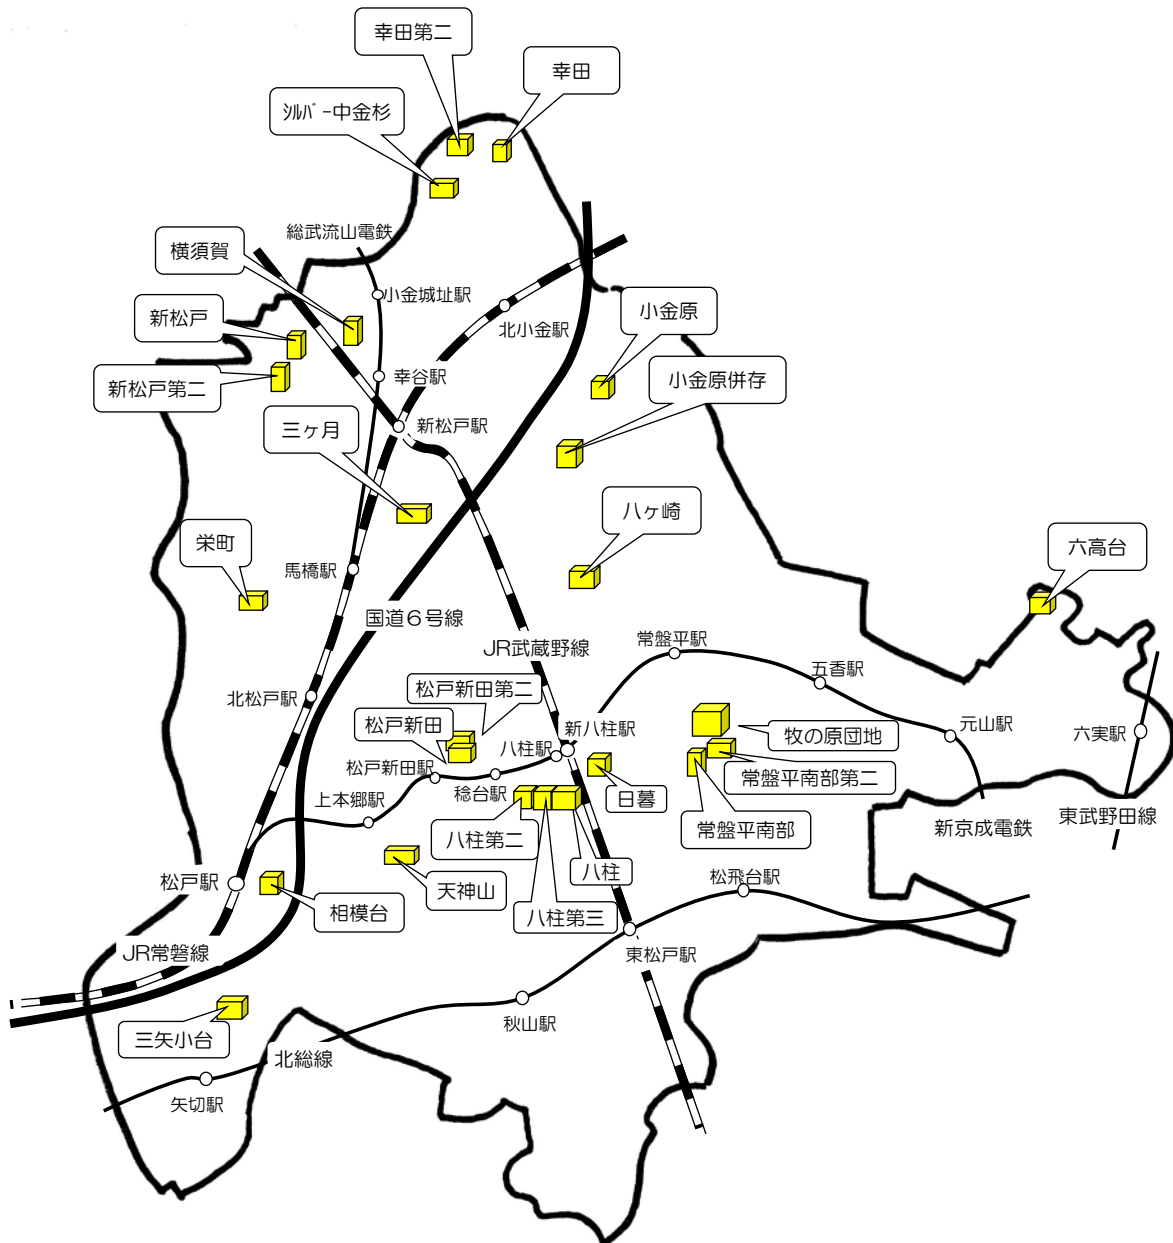 幸田第二
幸田
ｼﾙﾊﾞｰ中金杉
総武流山電鉄
横須賀
小金城址駅
新松戸
北小金駅
小金原
新松戸第二
幸谷駅
小金原併存
三ヶ月
新松戸駅
八ヶ崎
栄町
六高台
馬橋駅
国道６号線
JR武蔵野線
常盤平駅
五香駅
北松戸駅
松戸新田第二
松戸新田
新八柱駅
八柱駅
牧の原団地
元山駅
六実駅
松戸新田駅
稔台駅
日暮
常盤平南部第二
上本郷駅
八柱第二
八柱
常盤平南部
新京成電鉄
東武野田線
松戸駅
相模台
天神山
八柱第三
松飛台駅
JR常磐線
東松戸駅
三矢小台
秋山駅
北総線
矢切駅